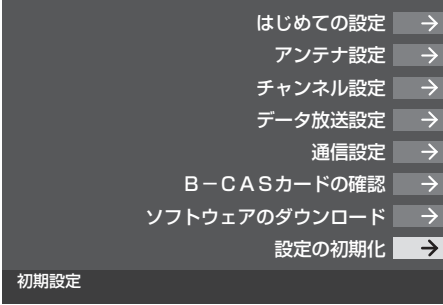 はじめての設定
アンテナ設定
チャンネル設定
データ放送設定
通信設定
B－CASカードの確認
ソフトウェアのダウンロード
設定の初期化
初期設定